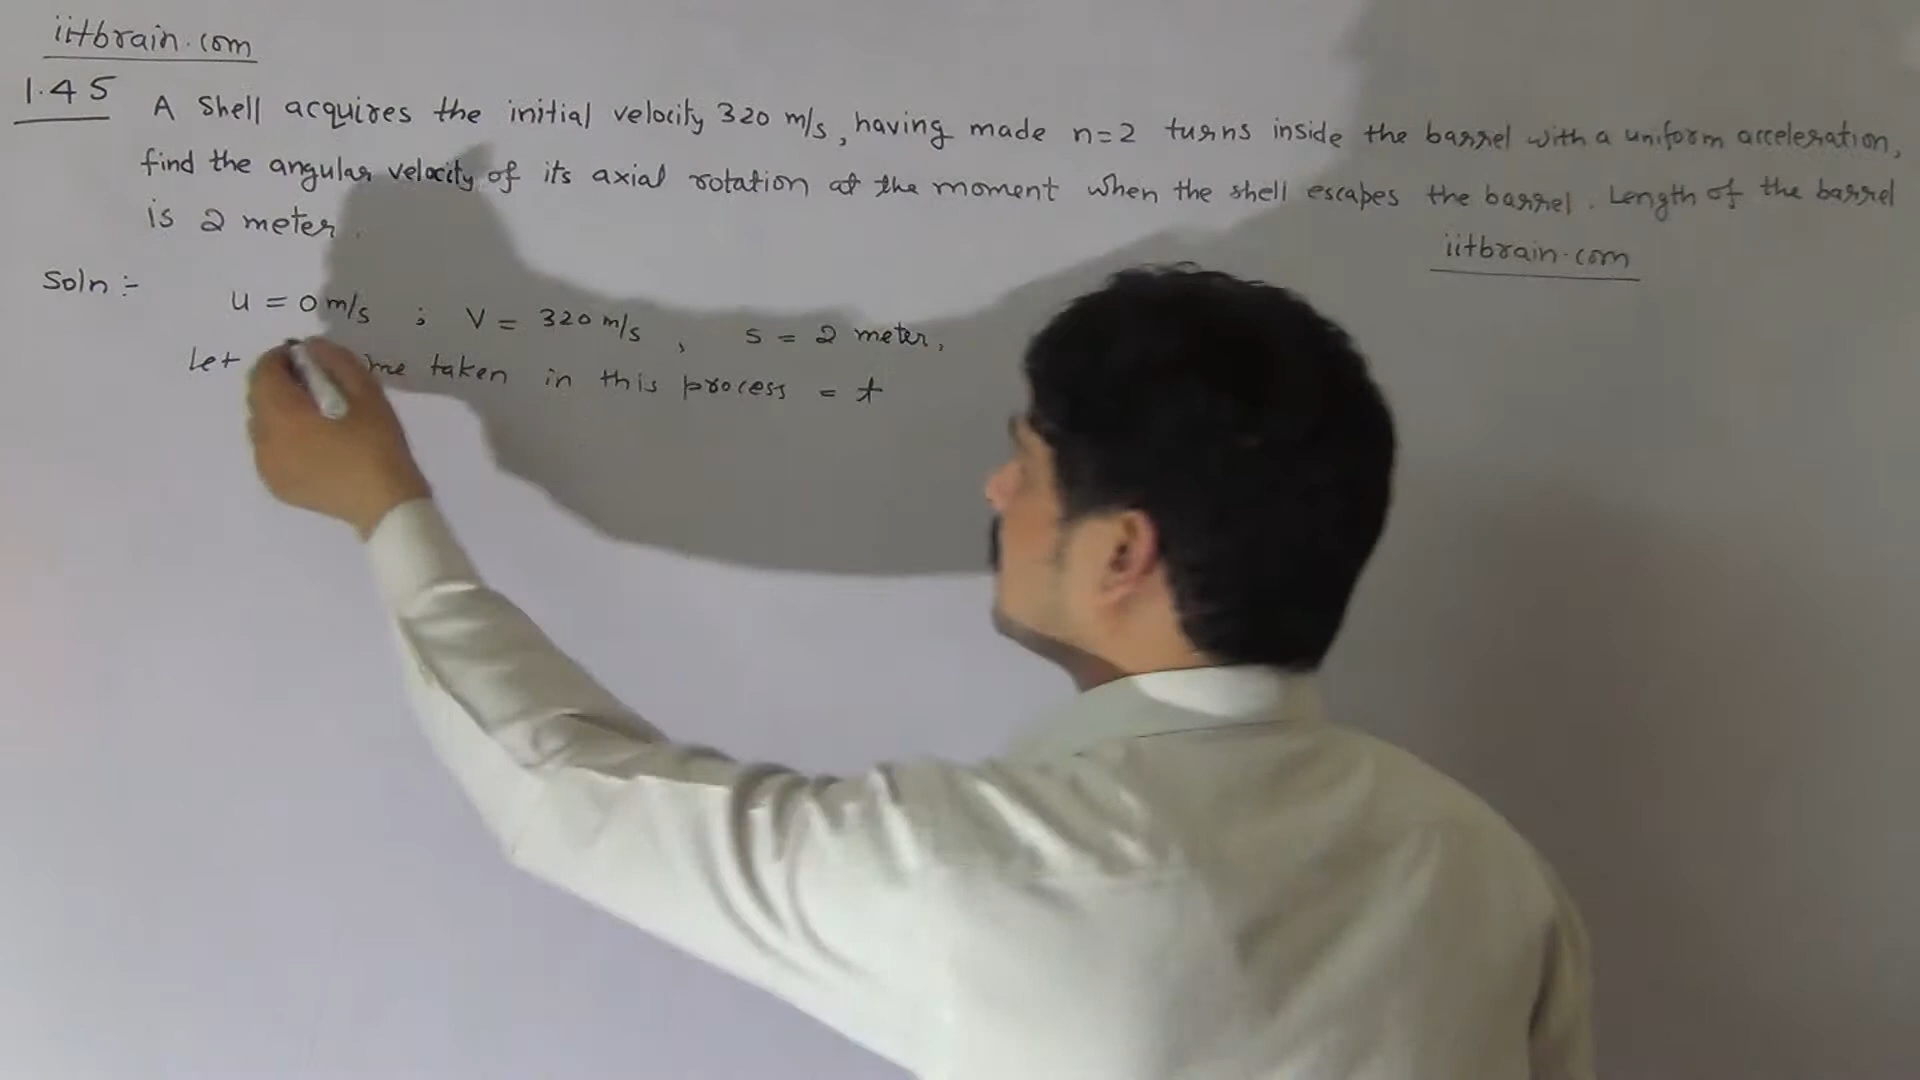 iitbrain.com
1.45 A shell acquires the initial velocity 320 m/s, having made n=2 turns inside the barrel with a uniform acceleration,
find the angular velocity of its axial rotation at the moment when the shell escapes the barrel. Length of the barrel
is 2 meter.
iitbrain.com
Soln :- u = 0 m/s ; V = 320 m/s , s = 2 meter,
Let me taken in this process = t